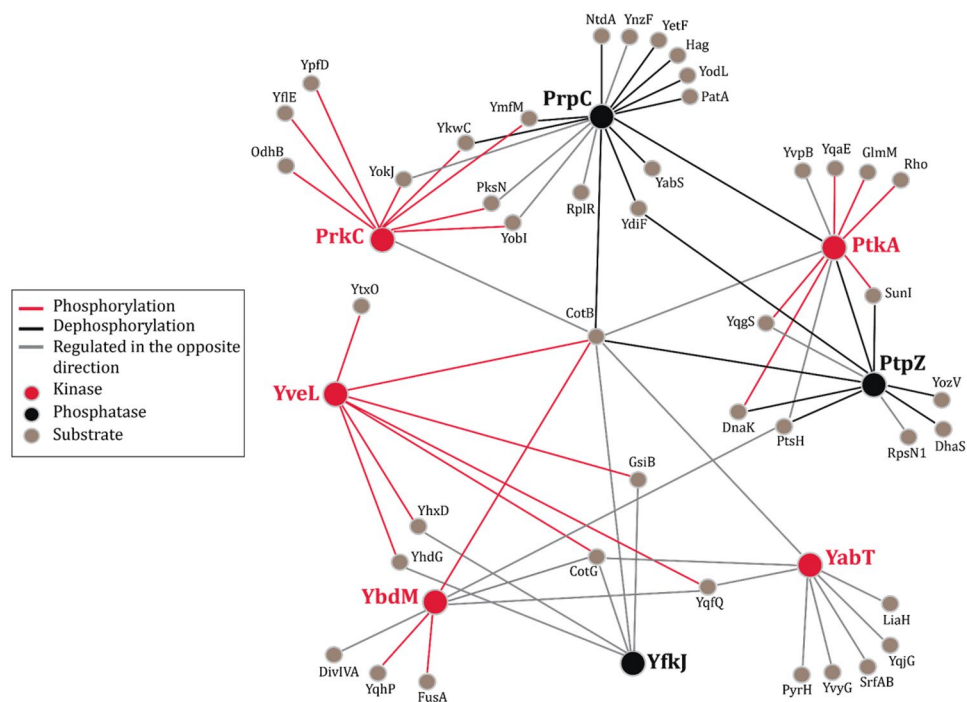 NtdA
YnzF
YetF
Hag
YodL
PatA
YpfD
YflE
OdhB
YmfM
YkwC
YokJ
PrpC
PksN
YobI
RplR
YabS
YdiF
PrkC
YvpB
YqaE
GlmM
Rho
PtkA
SunI
YqgS
Phosphorylation
Dephosphorylation
Regulated in the opposite
direction
Kinase
Phosphatase
Substrate
YtxO
CotB
YveL
PtpZ
YozV
DnaK
PtsH
RpsN1
DhaS
GsiB
YhxD
YhdG
CotG
YabT
YbdM
YqfQ
LiaH
DivIVA
YqhP
FusA
YfkJ
PyrH
YvyG
SrfAB
YqjG